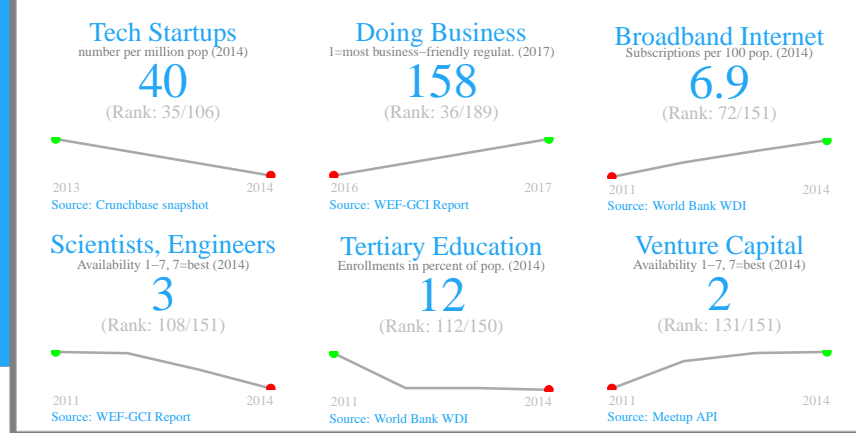 Tech Startups
number per million pop (2014)
40
(Rank: 35/106)
2013 2014
Source: Crunchbase snapshot
Doing Business
1=most business−friendly regulat. (2017)
158
(Rank: 36/189)
2016 2017
Source: WEF-GCI Report
Broadband Internet
Subscriptions per 100 pop. (2014)
6.9
(Rank: 72/151)
2011 2014
Source: World Bank WDI
Scientists, Engineers
Availability 1−7, 7=best (2014)
3
(Rank: 108/151)
2011 2014
Source: WEF-GCI Report
Tertiary Education
Enrollments in percent of pop. (2014)
12
(Rank: 112/150)
2011 2014
Source: World Bank WDI
Venture Capital
Availability 1−7, 7=best (2014)
2
(Rank: 131/151)
2011 2014
Source: Meetup API